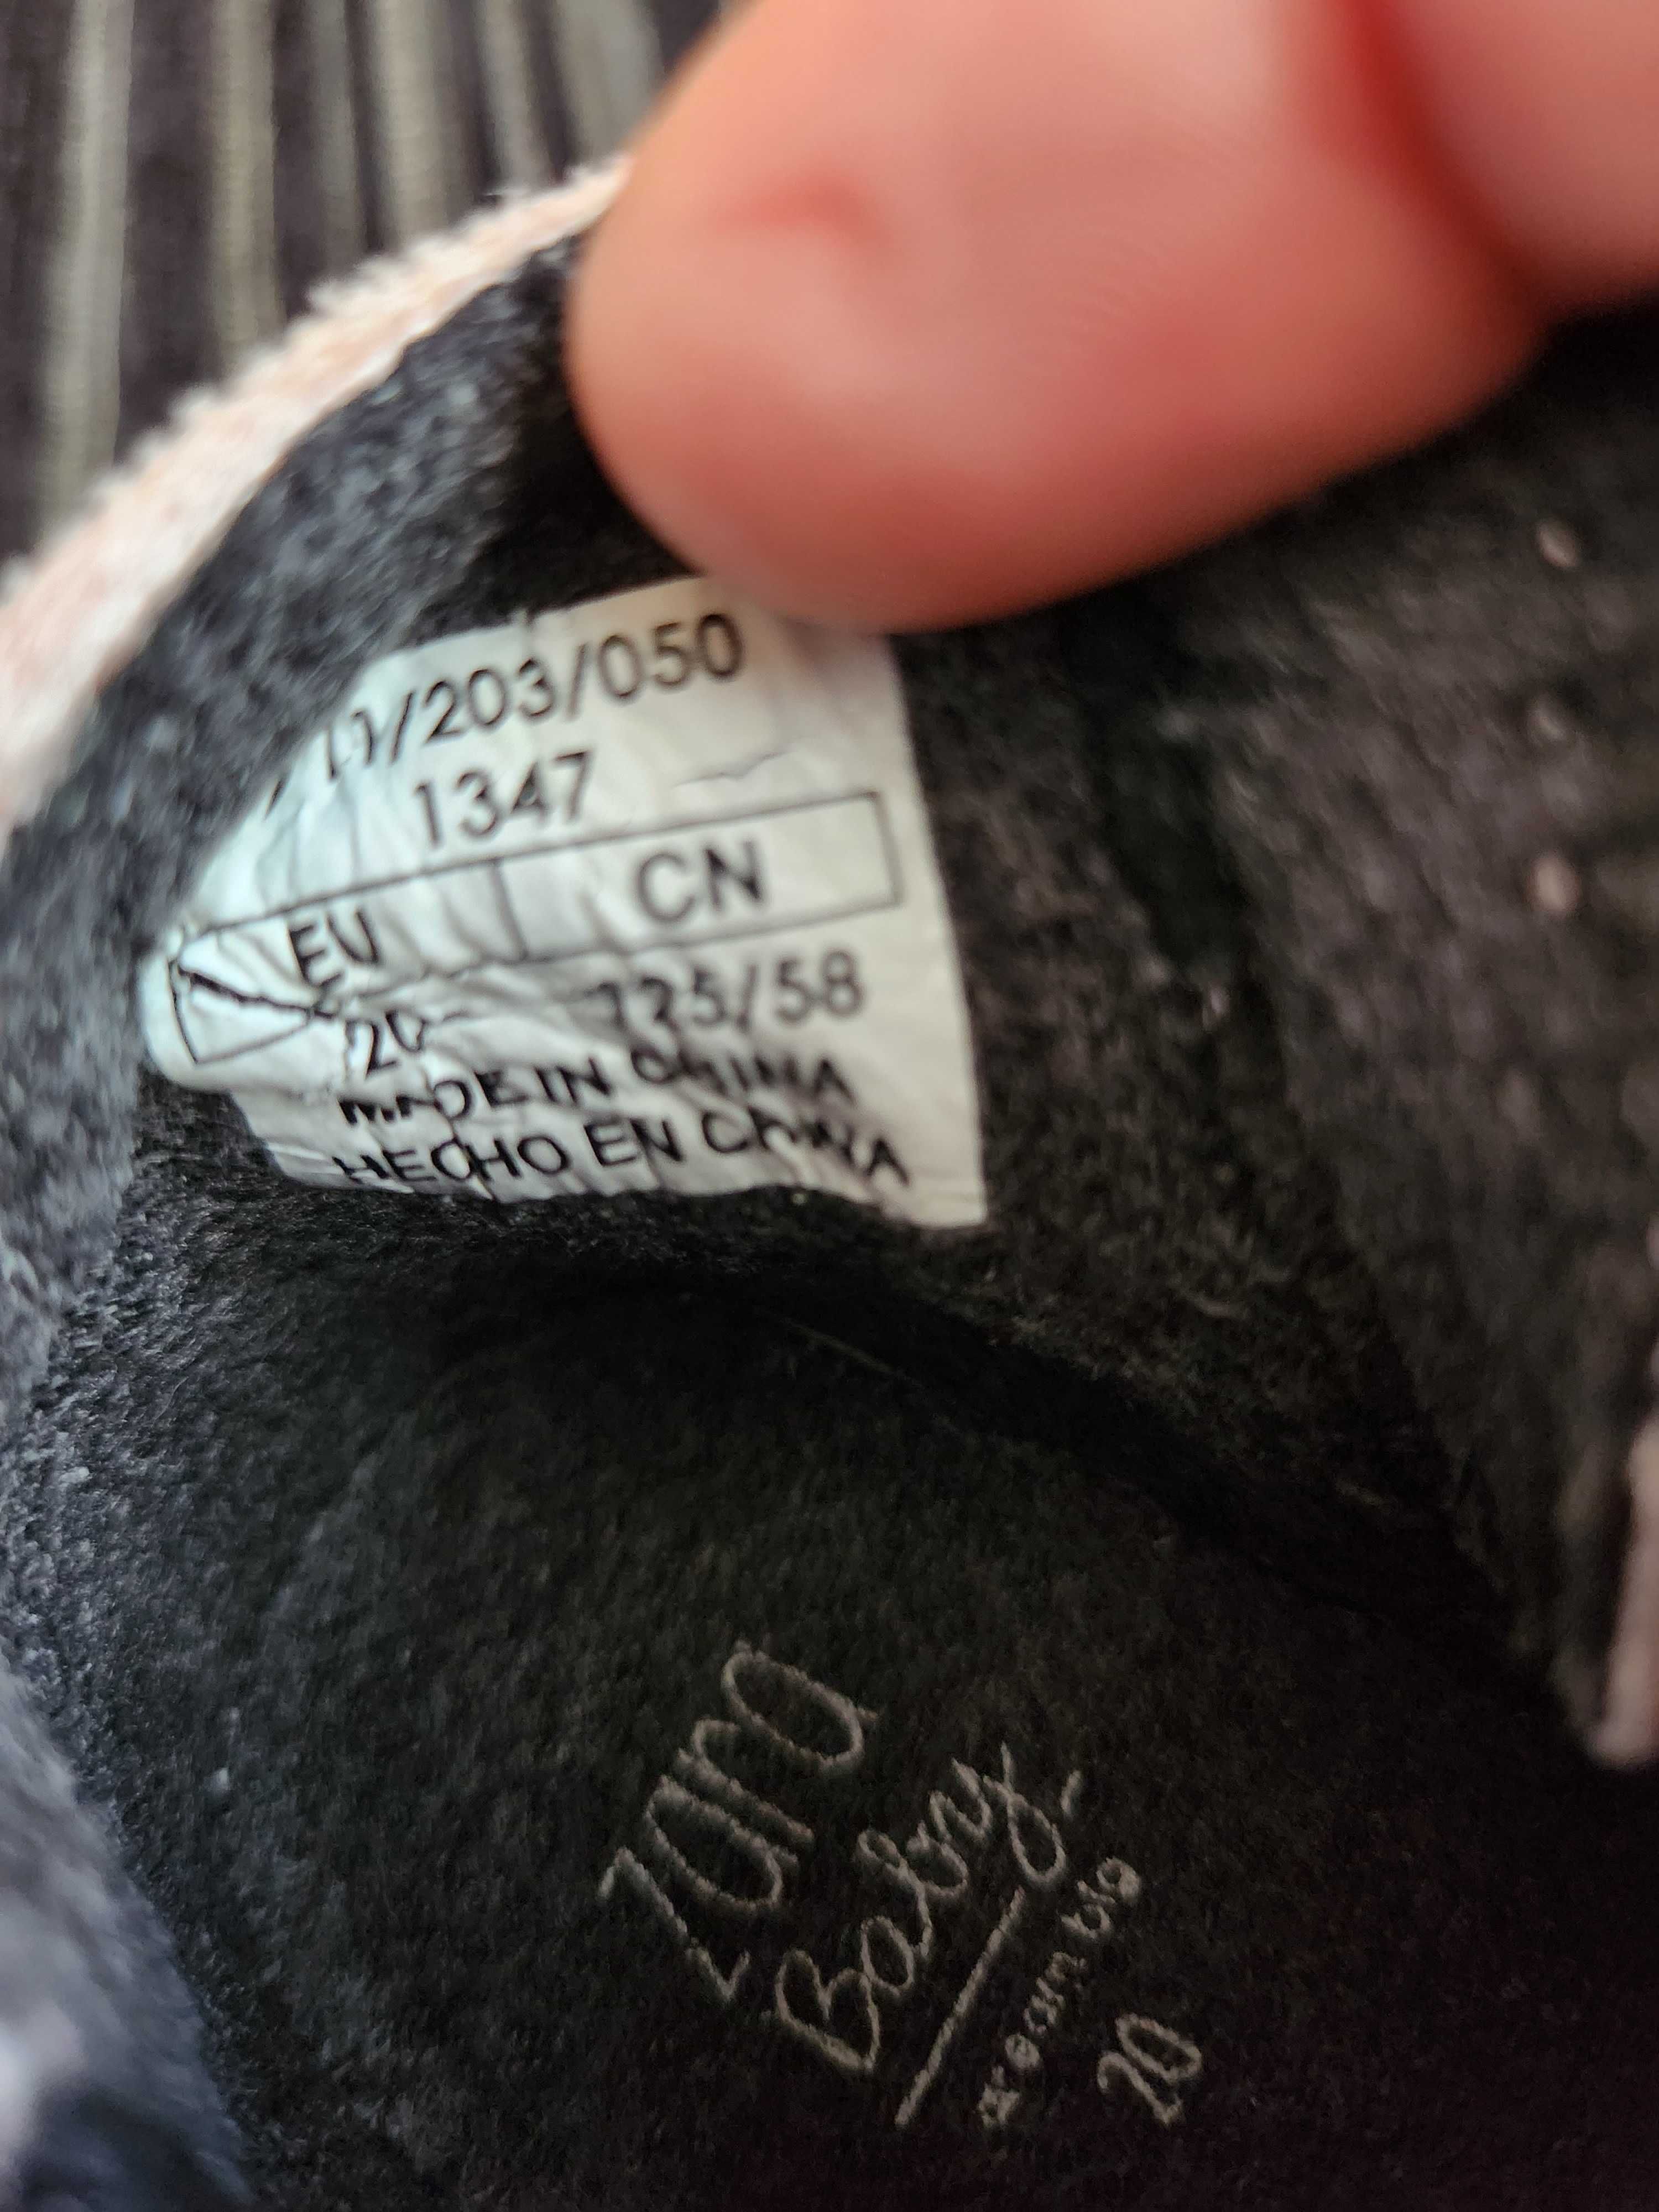 /203/050
1347
EU CN
20 /58
MADE IN CHINA
HECHO EN CHINA
zara
Baby
20